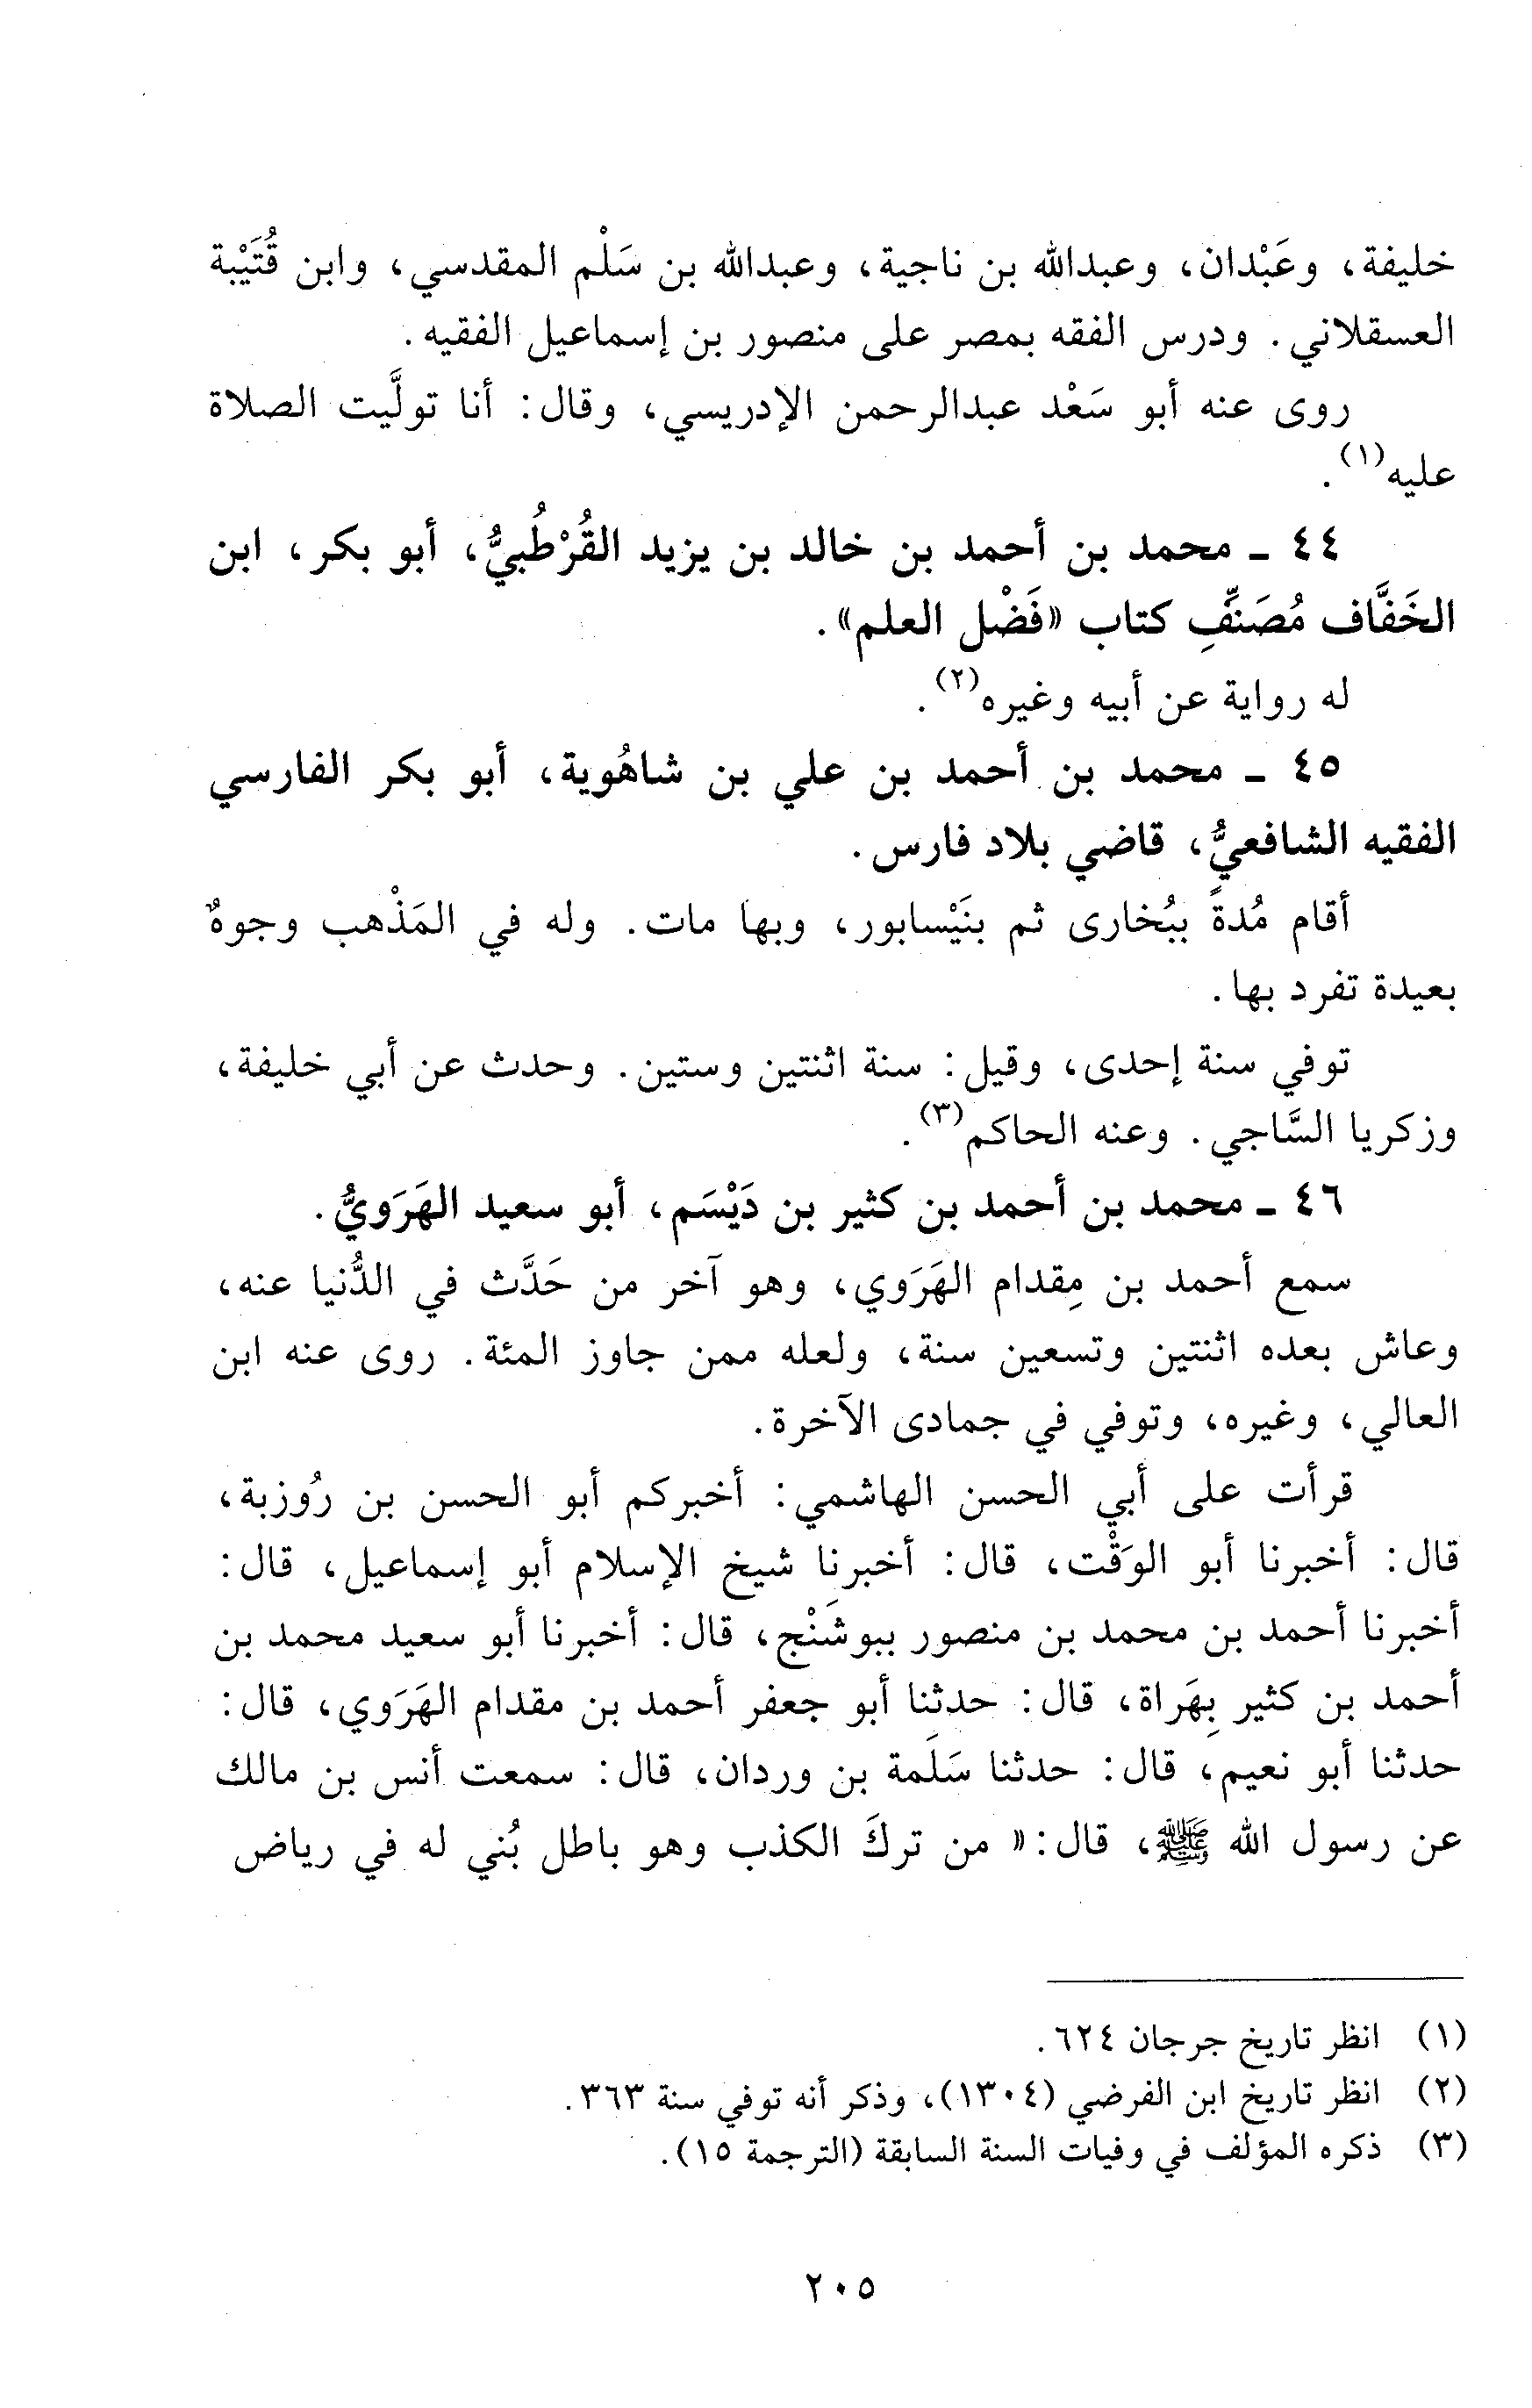 خليفة، وعَبْدان، وعبدالله بن ناجية، وعبدالله بن سَلْم المقدسي، وابن قُتَيْبة
العسقلاني. ودرس الفقه بمصر على منصور بن إسماعيل الفقيه.
روى عنه أبو سَعْد عبدالرحمن الإدريسي، وقال: أنا تولَّيت الصلاة
عليه(١).
٤٤ - محمد بن أحمد بن خالد بن يزيد القُرْطُبيُّ، أبو بكر، ابن
الخَفَّاف مُصَنِّفِ كتاب «فَضْل العلم».
له رواية عن أبيه وغيره(٢).
٤٥ - محمد بن أحمد بن علي بن شاهُوية، أبو بكر الفارسي
الفقيه الشافعيُّ، قاضي بلاد فارس.
أقام مُدةً ببُخارى ثم بنَيْسابور، وبها مات. وله في المَذْهب وجوهٌ
بعيدة تفرد بها.
توفي سنة إحدى، وقيل: سنة اثنتين وستين. وحدث عن أبي خليفة،
وزكريا السَّاجي. وعنه الحاكم(٣).
٤٦ - محمد بن أحمد بن كثير بن دَيْسَم، أبو سعيد الهَرَويُّ.
سمع أحمد بن مِقدام الهَرَوي، وهو آخر من حَدَّث في الدُّنيا عنه،
وعاش بعده اثنتين وتسعين سنة، ولعله ممن جاوز المئة. روى عنه ابن
العالي، وغيره، وتوفي في جمادى الآخرة.
قرأت على أبي الحسن الهاشمي: أخبركم أبو الحسن بن رُوزبة،
قال: أخبرنا أبو الوَقْت، قال: أخبرنا شيخ الإسلام أبو إسماعيل، قال:
أخبرنا أحمد بن محمد بن منصور ببوشَنْج، قال: أخبرنا أبو سعيد محمد بن
أحمد بن كثير بِهَراة، قال: حدثنا أبو جعفر أحمد بن مقدام الهَرَوي، قال:
حدثنا أبو نعيم، قال: حدثنا سَلَمة بن وردان، قال: سمعت أنس بن مالك
عن رسول الله ﷺ، قال: « من تركَ الكذب وهو باطل بُني له في رياض
(١) انظر تاريخ جرجان ٦٢٤.
(٢) انظر تاريخ ابن الفرضي (١٣٠٤)، وذكر أنه توفي سنة ٣٦٣.
(٣) ذكره المؤلف في وفيات السنة السابقة (الترجمة ١٥).
٢٠٥